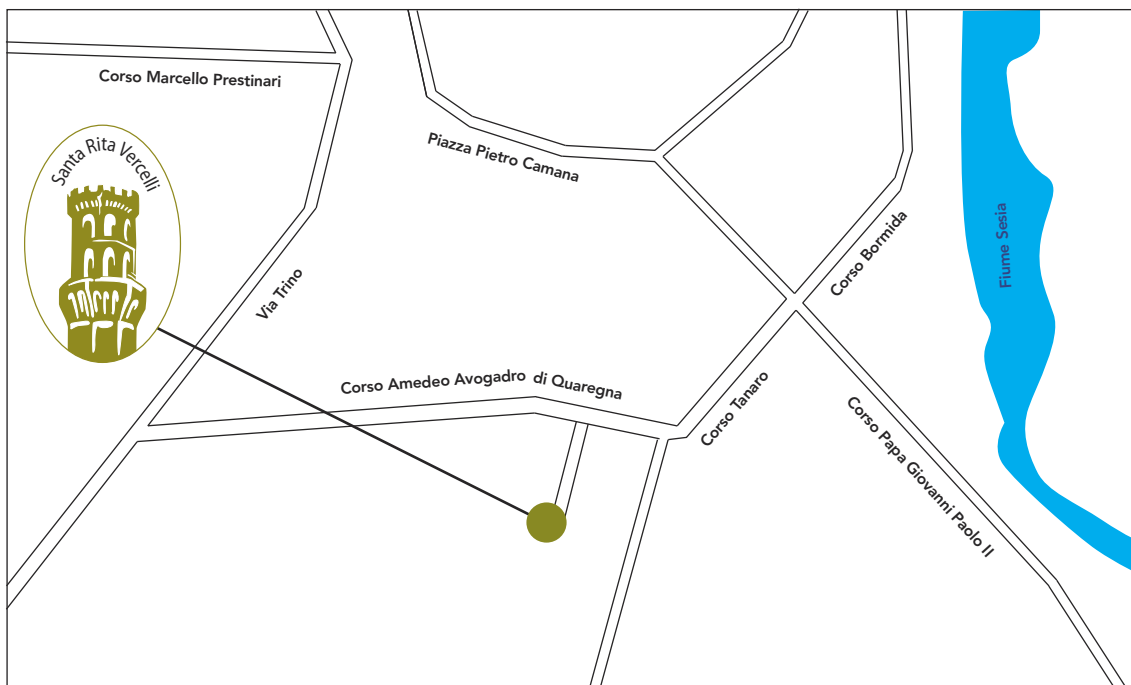 Corso Marcello Prestinari
Santa Rita Vercelli
Piazza Pietro Camana
Corso Bormida
Fiume Sesia
Via Trino
Corso Amedeo Avogadro di Quaregna
Corso Tanaro
Corso Papa Giovanni Paolo II